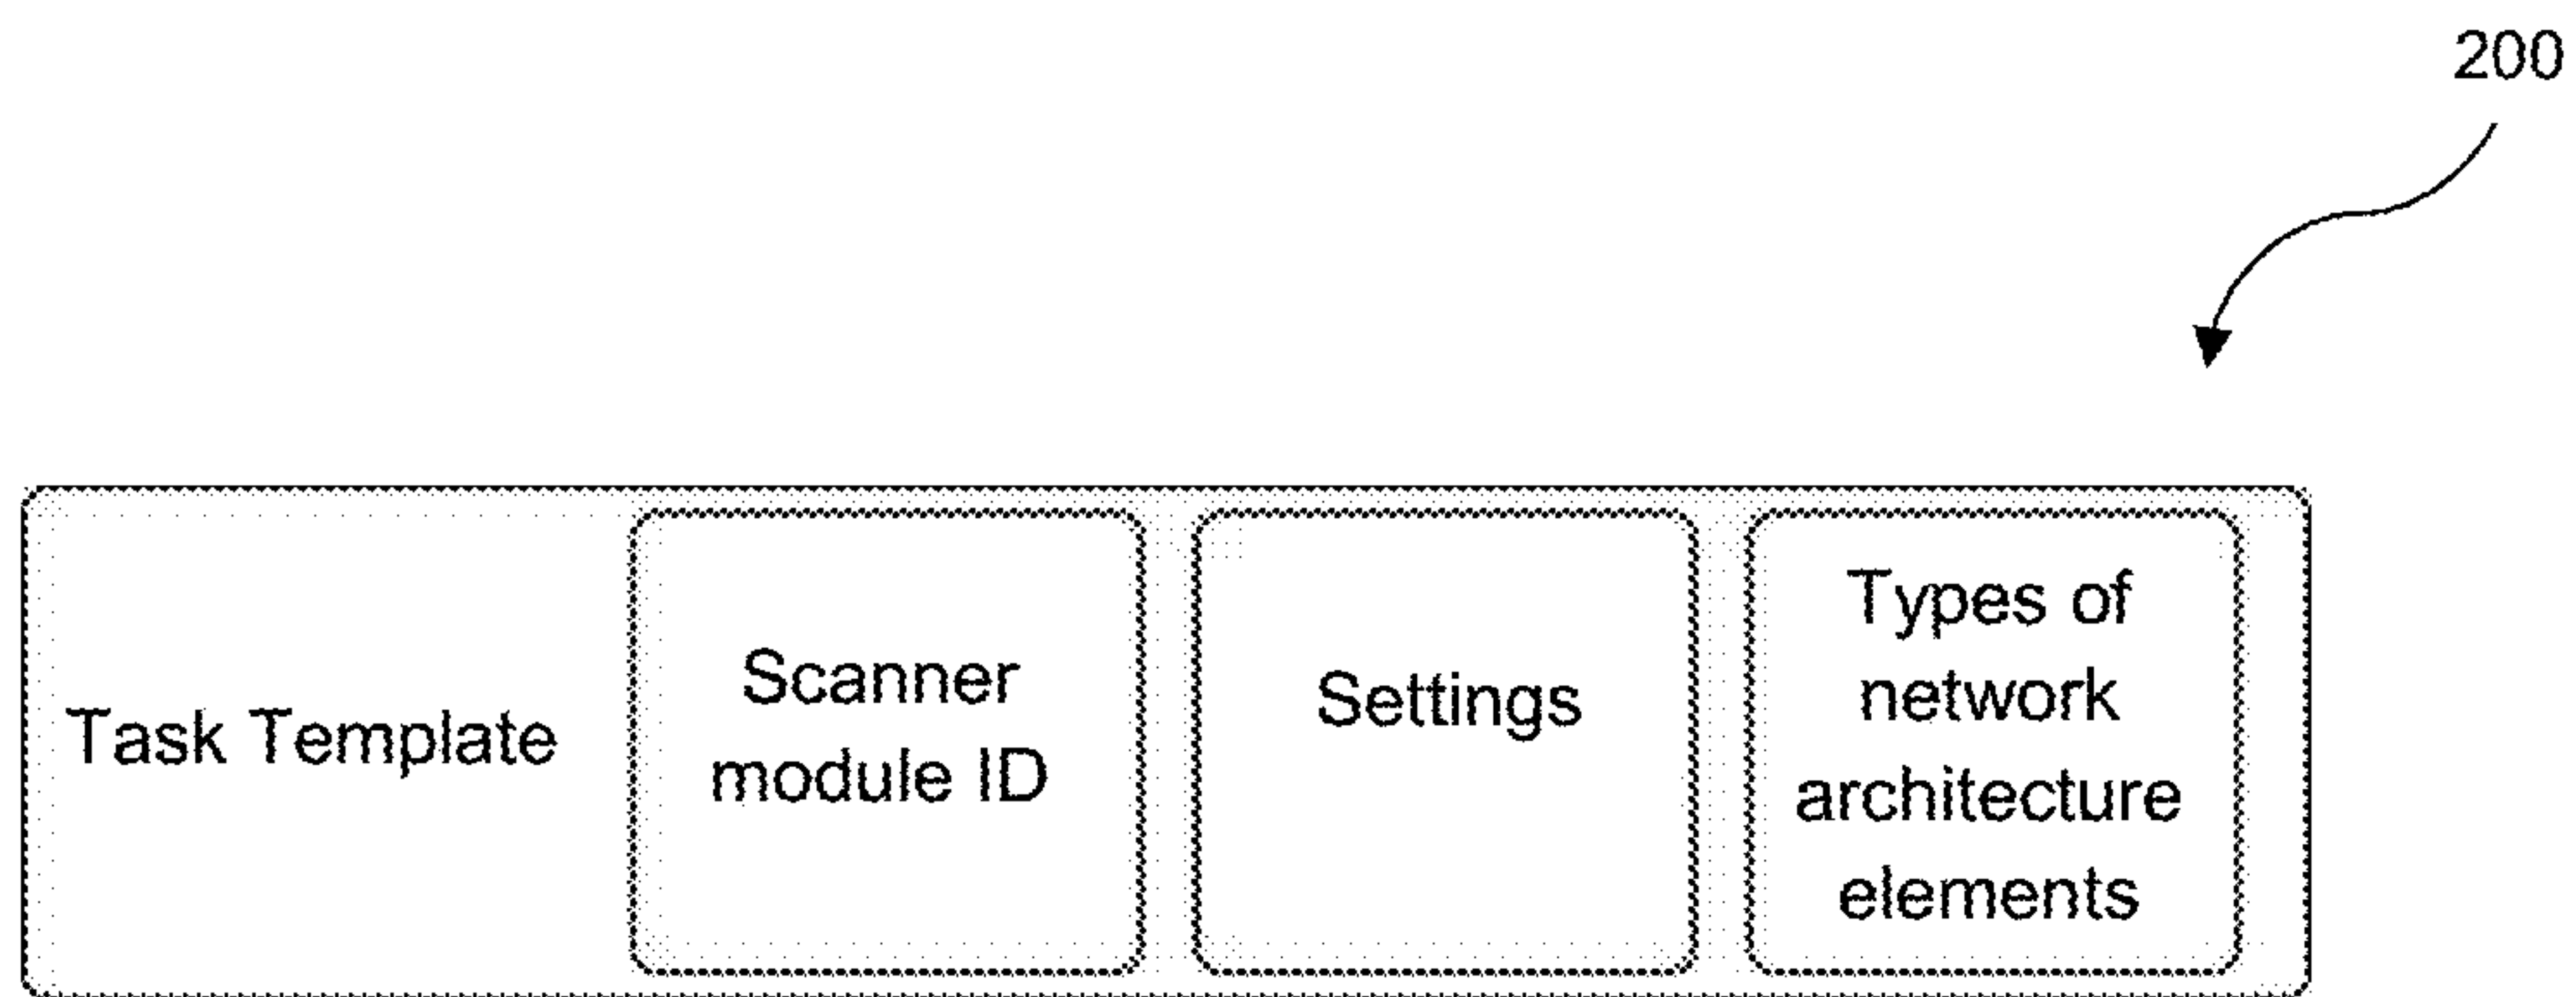 200
Task Template
Scanner
module ID
Settings
Types of
network
architecture
elements